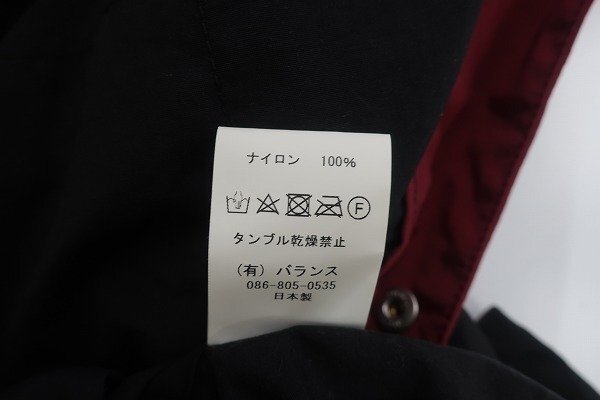 ナイロン 100%
F
タンブル乾燥禁止
(有) バランス
086-805-0535
日本製